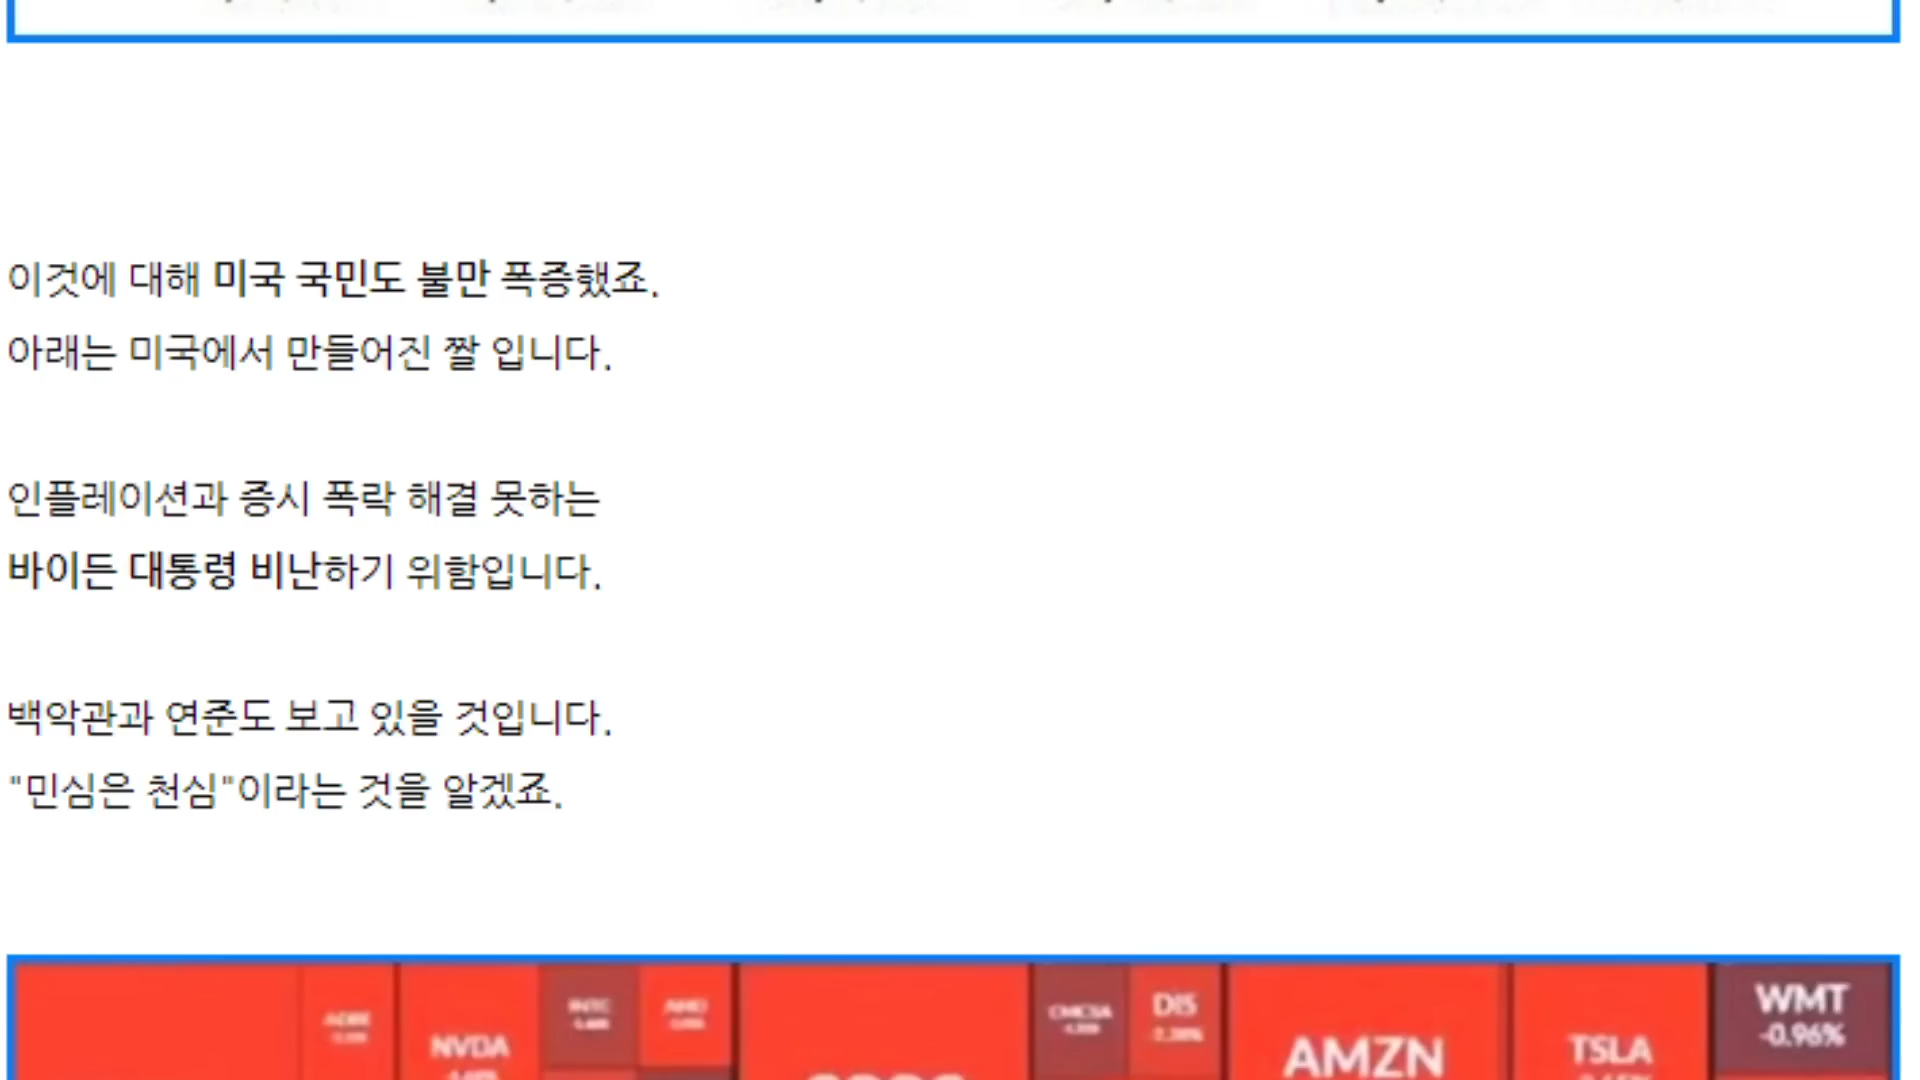 이것에 대해 미국 국민도 불만 폭증했죠.
아래는 미국에서 만들어진 짤 입니다.
인플레이션과 증시 폭락 해결 못하는
바이든 대통령 비난하기 위함입니다.
백악관과 연준도 보고 있을 것입니다.
"민심은 천심"이라는 것을 알겠죠.
ADBE
NVDA
INTC
AMD
CMCSA
DIS
AMZN
TSLA
WMT
-0.96%